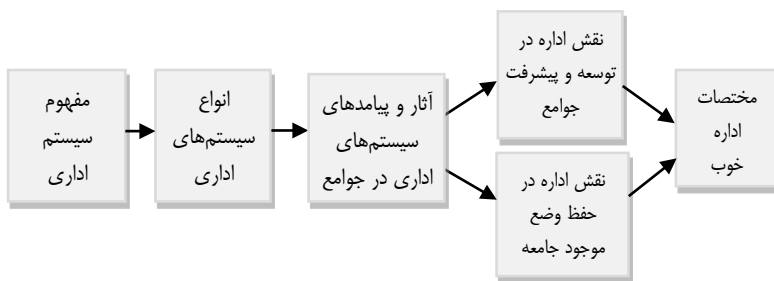 مفهوم
سیستم
اداری
انواع
سیستم‌های
اداری
آثار و پیامدهای
سیستم‌های
اداری در جوامع
نقش اداره در
توسعه و پیشرفت
جوامع
نقش اداره در
حفظ وضع
موجود جامعه
مختصات
اداره
خوب